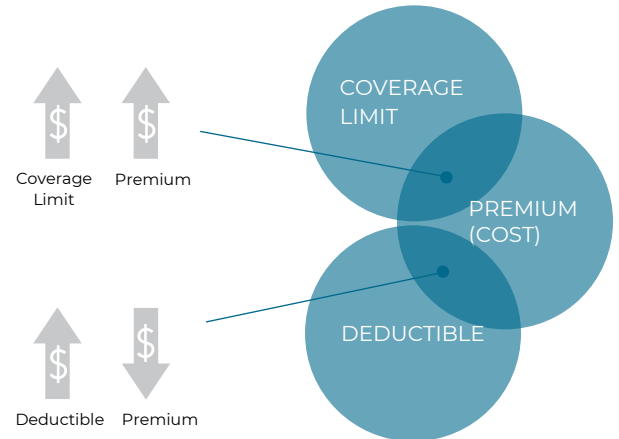 COVERAGE
LIMIT
$ $
Coverage Premium
Limit
PREMIUM
(COST)
DEDUCTIBLE
$ $
Deductible Premium